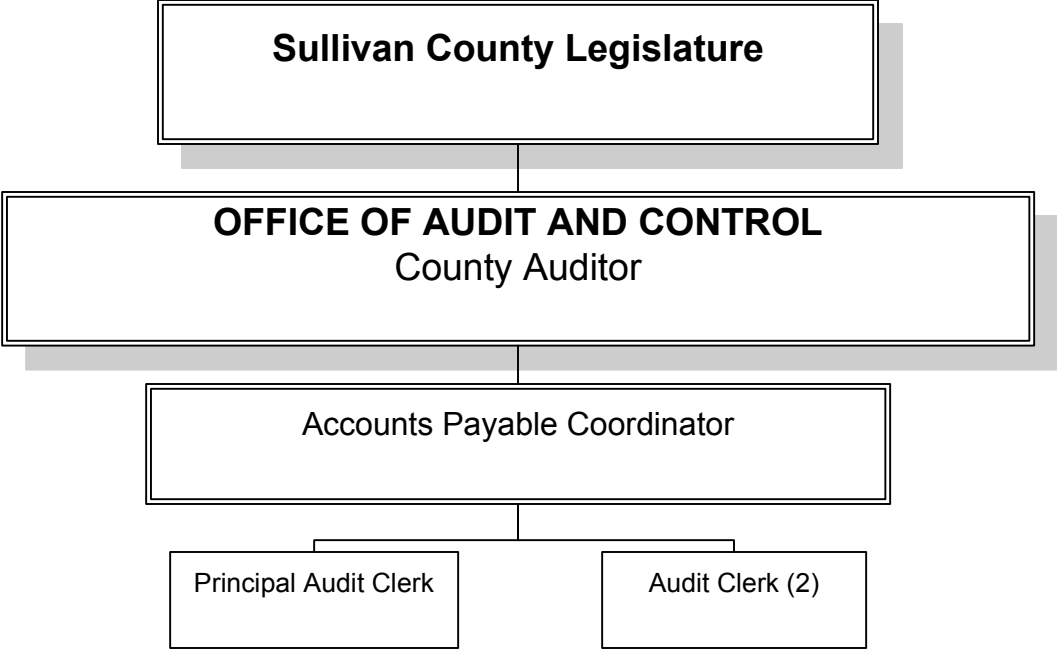 Sullivan County Legislature
OFFICE OF AUDIT AND CONTROL
County Auditor
Accounts Payable Coordinator
Principal Audit Clerk
Audit Clerk (2)